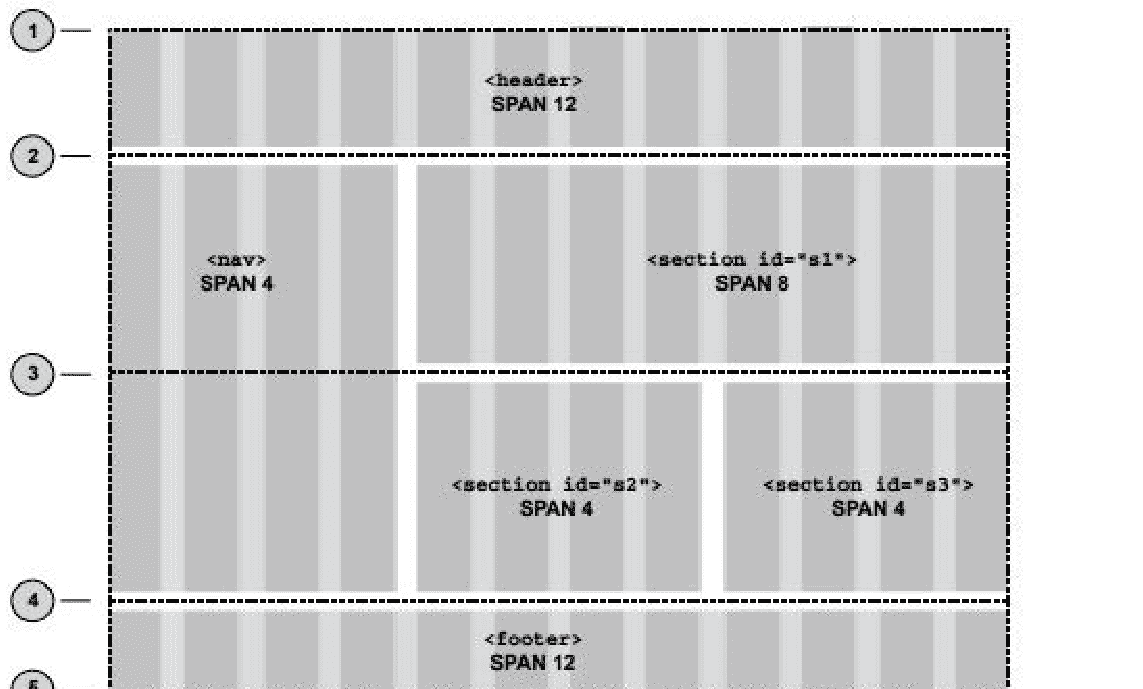 1
<header>
SPAN 12
2
<nav>
SPAN 4
<section id="s1">
SPAN 8
3
<section id="s2">
SPAN 4
<section id="s3">
SPAN 4
4
<footer>
SPAN 12
5